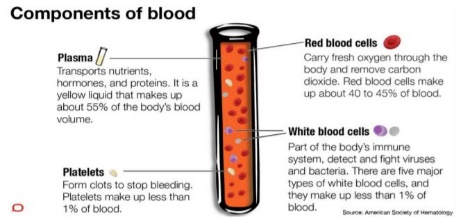 Components of blood
Plasma
Transports nutrients,
hormones, and proteins. It is a
yellow liquid that makes up
about 55% of the body's blood
volume.
Platelets
Form clots to stop bleeding.
Platelets make up less than
1% of blood.
Red blood cells
Carry fresh oxygen through the
body and remove carbon
dioxide. Red blood cells make
up about 40 to 45% of blood.
White blood cells
Part of the body's immune
system, detect and fight viruses
and bacteria. There are five major
types of white blood cells, and
they make up less than 1% of
blood.
Source: American Society of Hematology